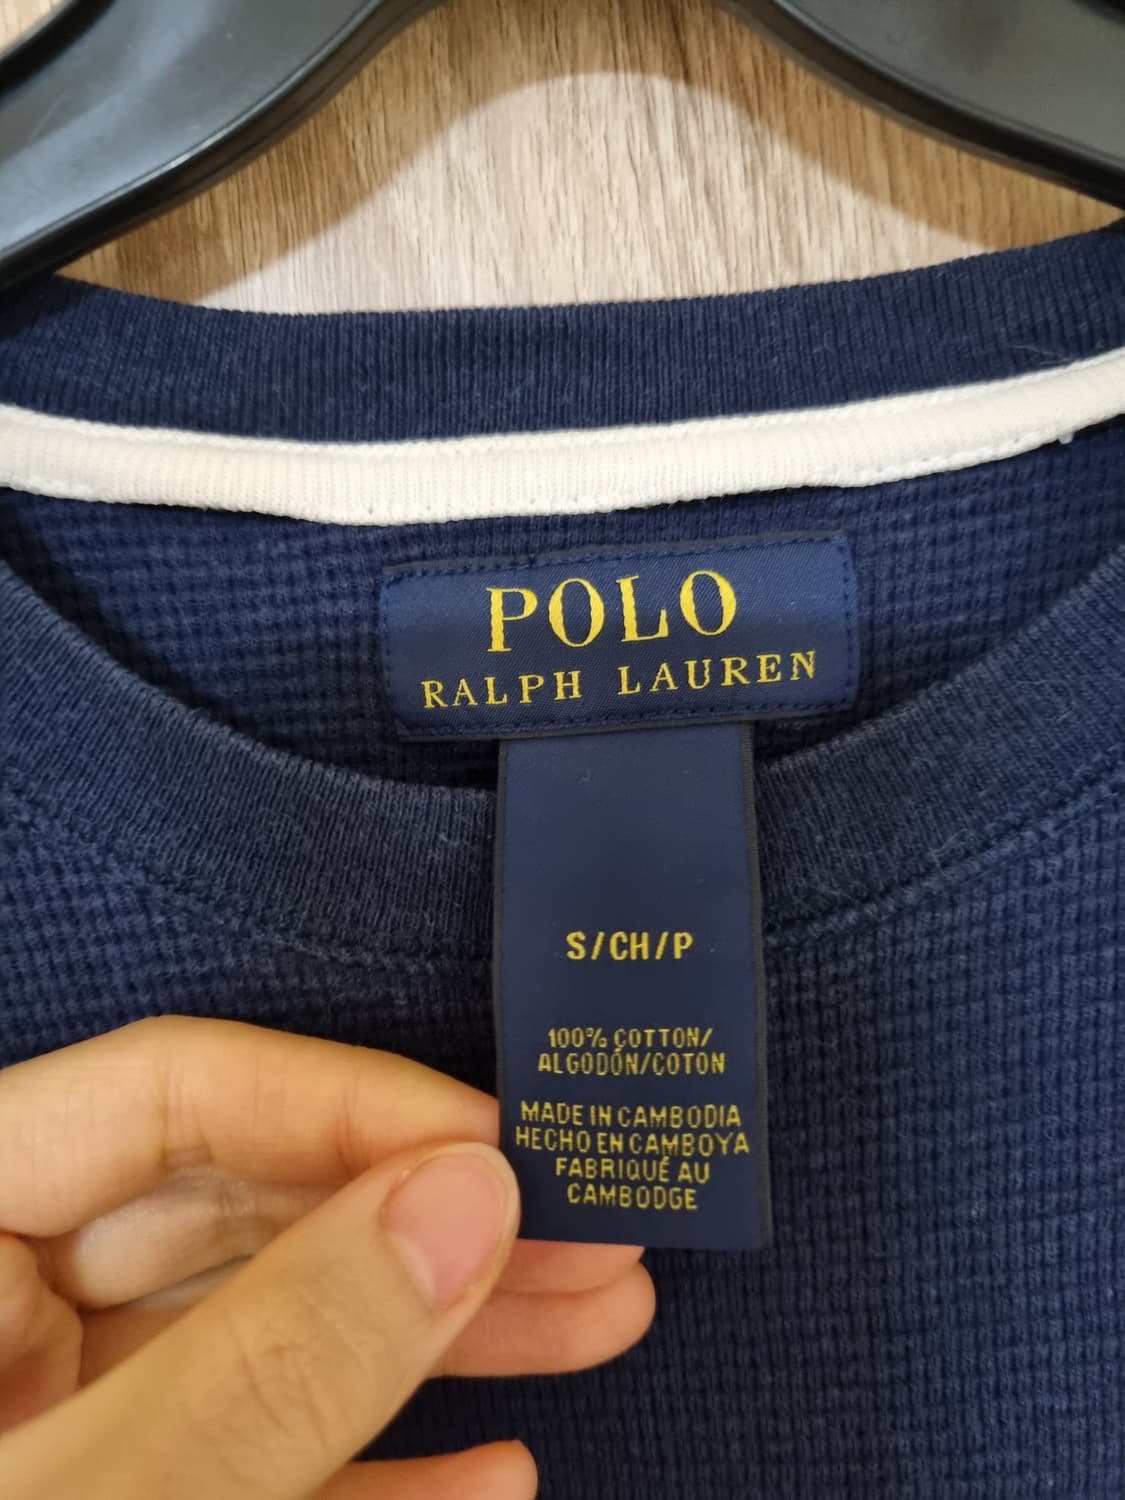 POLO
RALPH LAUREN
S/CH/P
100% COTTON/
ALGODÓN/COTON
MADE IN CAMBODIA
HECHO EN CAMBOYA
FABRIQUÉ AU
CAMBODGE